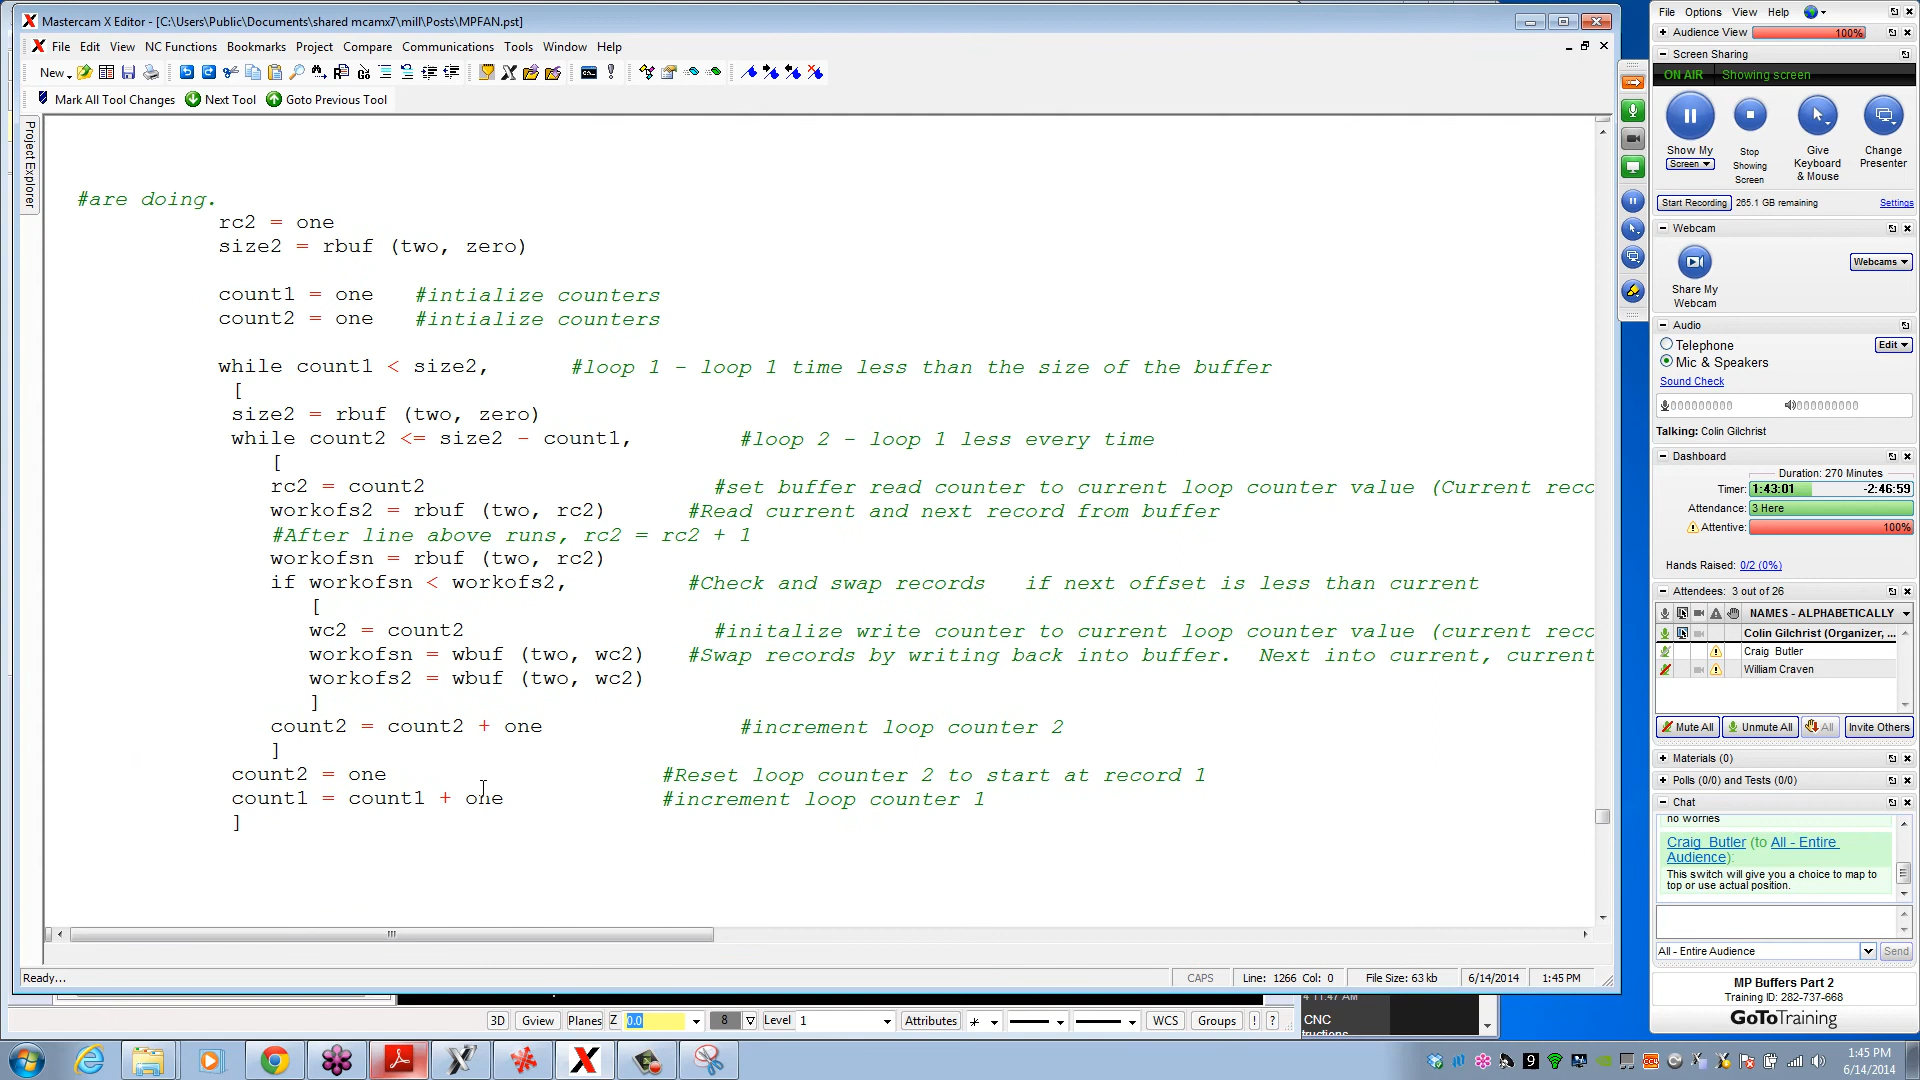 Mastercam X Editor - [C:\Users\Public\Documents\shared mcamx7\mill\Posts\MPFAN.pst]
File Edit View NC Functions Bookmarks Project Compare Communications Tools Window Help
New
Mark All Tool Changes Next Tool Goto Previous Tool
Project Explorer
#are doing.
rc2 = one
size2 = rbuf (two, zero)
count1 = one #intialize counters
count2 = one #intialize counters
while count1 < size2, #loop 1 - loop 1 time less than the size of the buffer
[
size2 = rbuf (two, zero)
while count2 <= size2 - count1, #loop 2 - loop 1 less every time
[
rc2 = count2 #set buffer read counter to current loop counter value (Current reco
workofs2 = rbuf (two, rc2) #Read current and next record from buffer
#After line above runs, rc2 = rc2 + 1
workofsn = rbuf (two, rc2)
if workofsn < workofs2, #Check and swap records if next offset is less than current
[
wc2 = count2 #initalize write counter to current loop counter value (current reco
workofsn = wbuf (two, wc2) #Swap records by writing back into buffer. Next into current, current
workofs2 = wbuf (two, wc2)
]
count2 = count2 + one #increment loop counter 2
]
count2 = one #Reset loop counter 2 to start at record 1
count1 = count1 + one #increment loop counter 1
]
Ready... CAPS Line: 1266 Col: 0 File Size: 63 kb 6/14/2014 1:45 PM
4 11:47 AM
CNC
tructions
3D Gview Planes Z 0.0 8 Level 1 Attributes WCS Groups ! ?
File Options View Help
Audience View 100%
Screen Sharing
ON AIR Showing screen
Show My
Screen
Stop
Showing
Screen
Give
Keyboard
& Mouse
Change
Presenter
Start Recording 265.1 GB remaining Settings
Webcam
Webcams
Share My
Webcam
Audio
Telephone Edit
Mic & Speakers
Sound Check
Talking: Colin Gilchrist
Dashboard
Duration: 270 Minutes
Timer: 1:43:01 -2:46:59
Attendance: 3 Here
Attentive: 100%
Hands Raised: 0/2 (0%)
Attendees: 3 out of 26
NAMES - ALPHABETICALLY
Colin Gilchrist (Organizer, ...
Craig Butler
William Craven
Mute All Unmute All All Invite Others
Materials (0)
Polls (0/0) and Tests (0/0)
Chat
no worries
Craig Butler (to All - Entire
Audience):
This switch will give you a choice to map to
top or use actual position.
All - Entire Audience Send
MP Buffers Part 2
Training ID: 282-737-668
GoToTraining
9
1:45 PM
6/14/2014